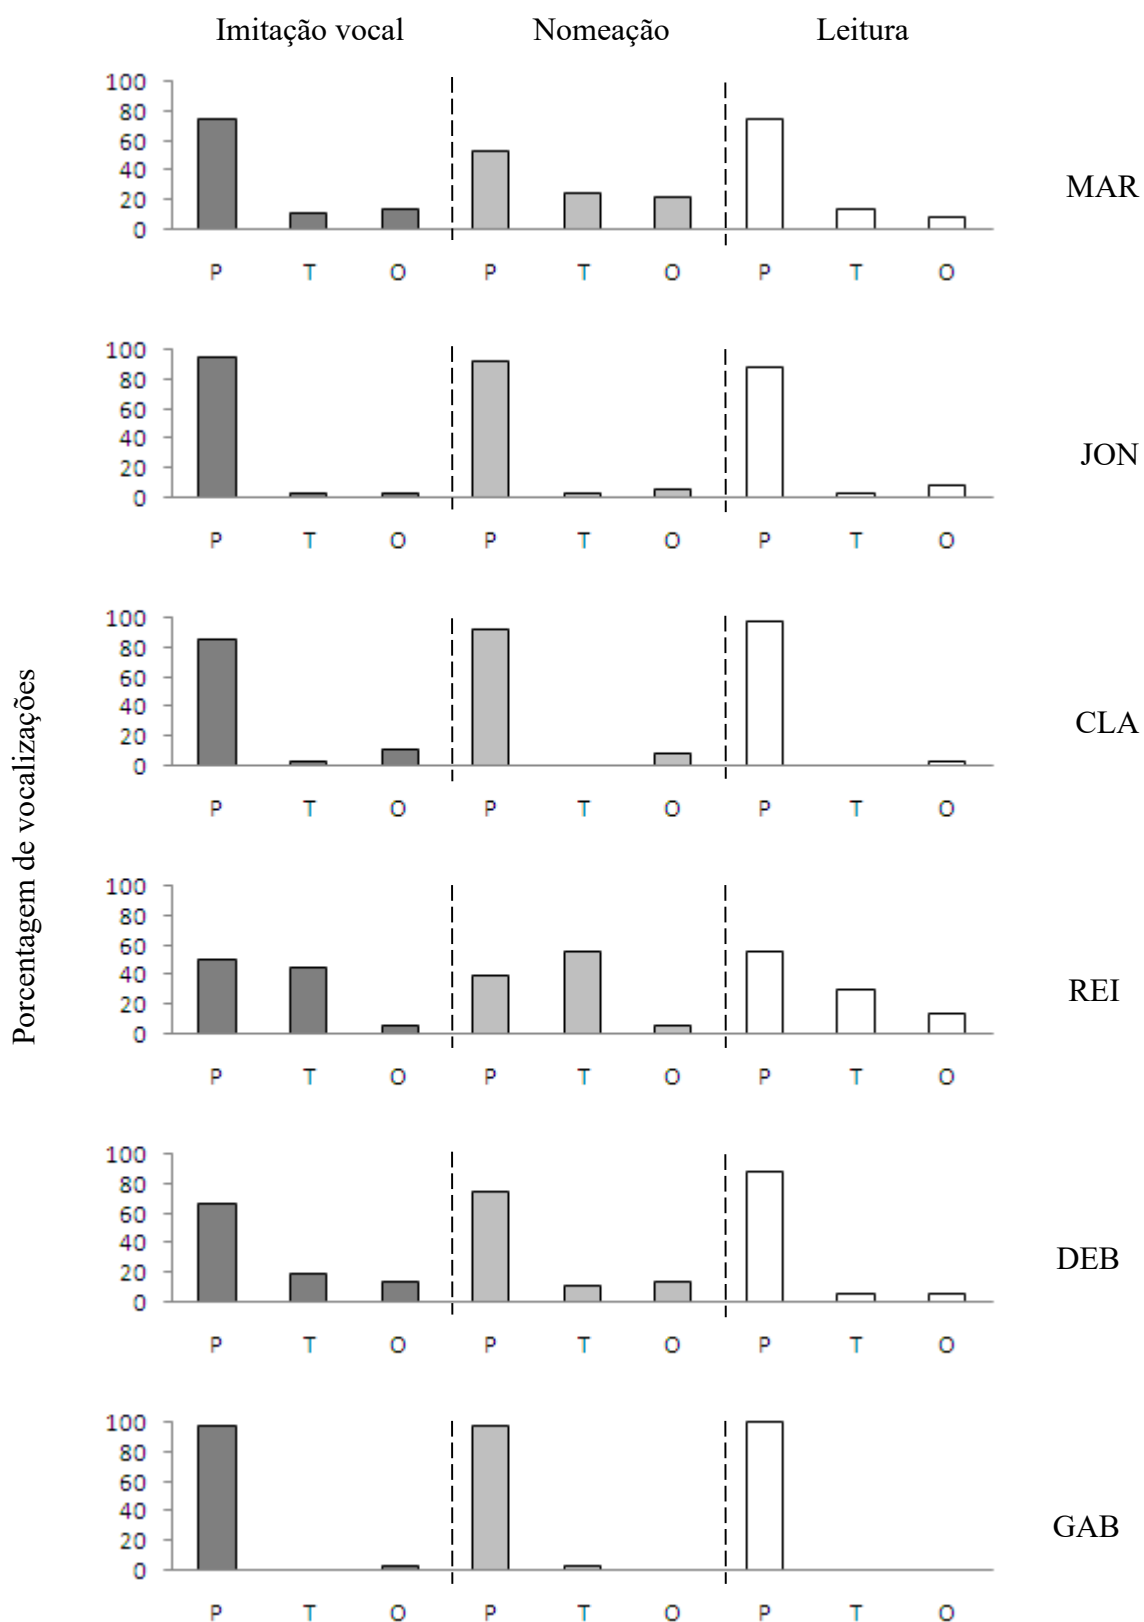 Imitação vocal Nomeação Leitura
100
80
60
40
20
0
MAR
P T O P T O P T O
100
80
60
40
20
0
JON
P T O P T O P T O
100
80
60
40
20
0
CLA
P T O P T O P T O
Porcentagem de vocalizações
100
80
60
40
20
0
REI
P T O P T O P T O
100
80
60
40
20
0
DEB
P T O P T O P T O
100
80
60
40
20
0
GAB
P T O P T O P T O